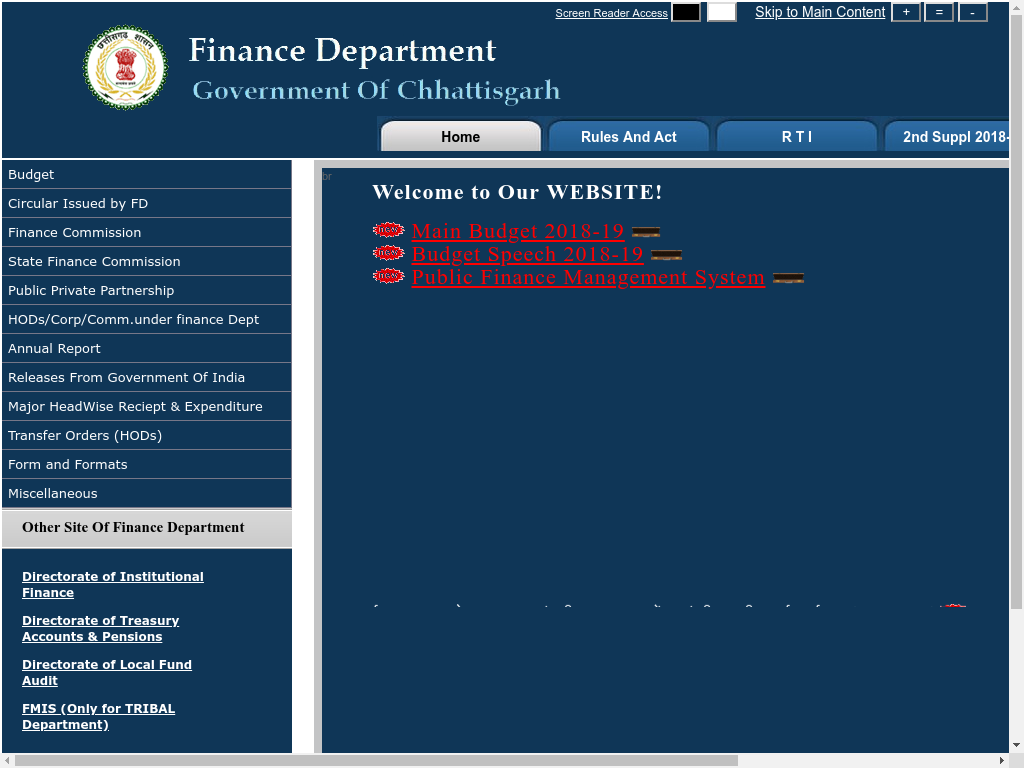 Screen Reader Access
Skip to Main Content
+ = -
छत्तीसगढ़ शासन
Finance Department
Government Of Chhattisgarh
Home
Rules And Act
R T I
2nd Suppl 2018-
Budget
Circular Issued by FD
Finance Commission
State Finance Commission
Public Private Partnership
HODs/Corp/Comm.under finance Dept
Annual Report
Releases From Government Of India
Major HeadWise Reciept & Expenditure
Transfer Orders (HODs)
Form and Formats
Miscellaneous
Other Site Of Finance Department
Directorate of Institutional
Finance
Directorate of Treasury
Accounts & Pensions
Directorate of Local Fund
Audit
FMIS (Only for TRIBAL
Department)
br
Welcome to Our WEBSITE!
Main Budget 2018-19
Budget Speech 2018-19
Public Finance Management System